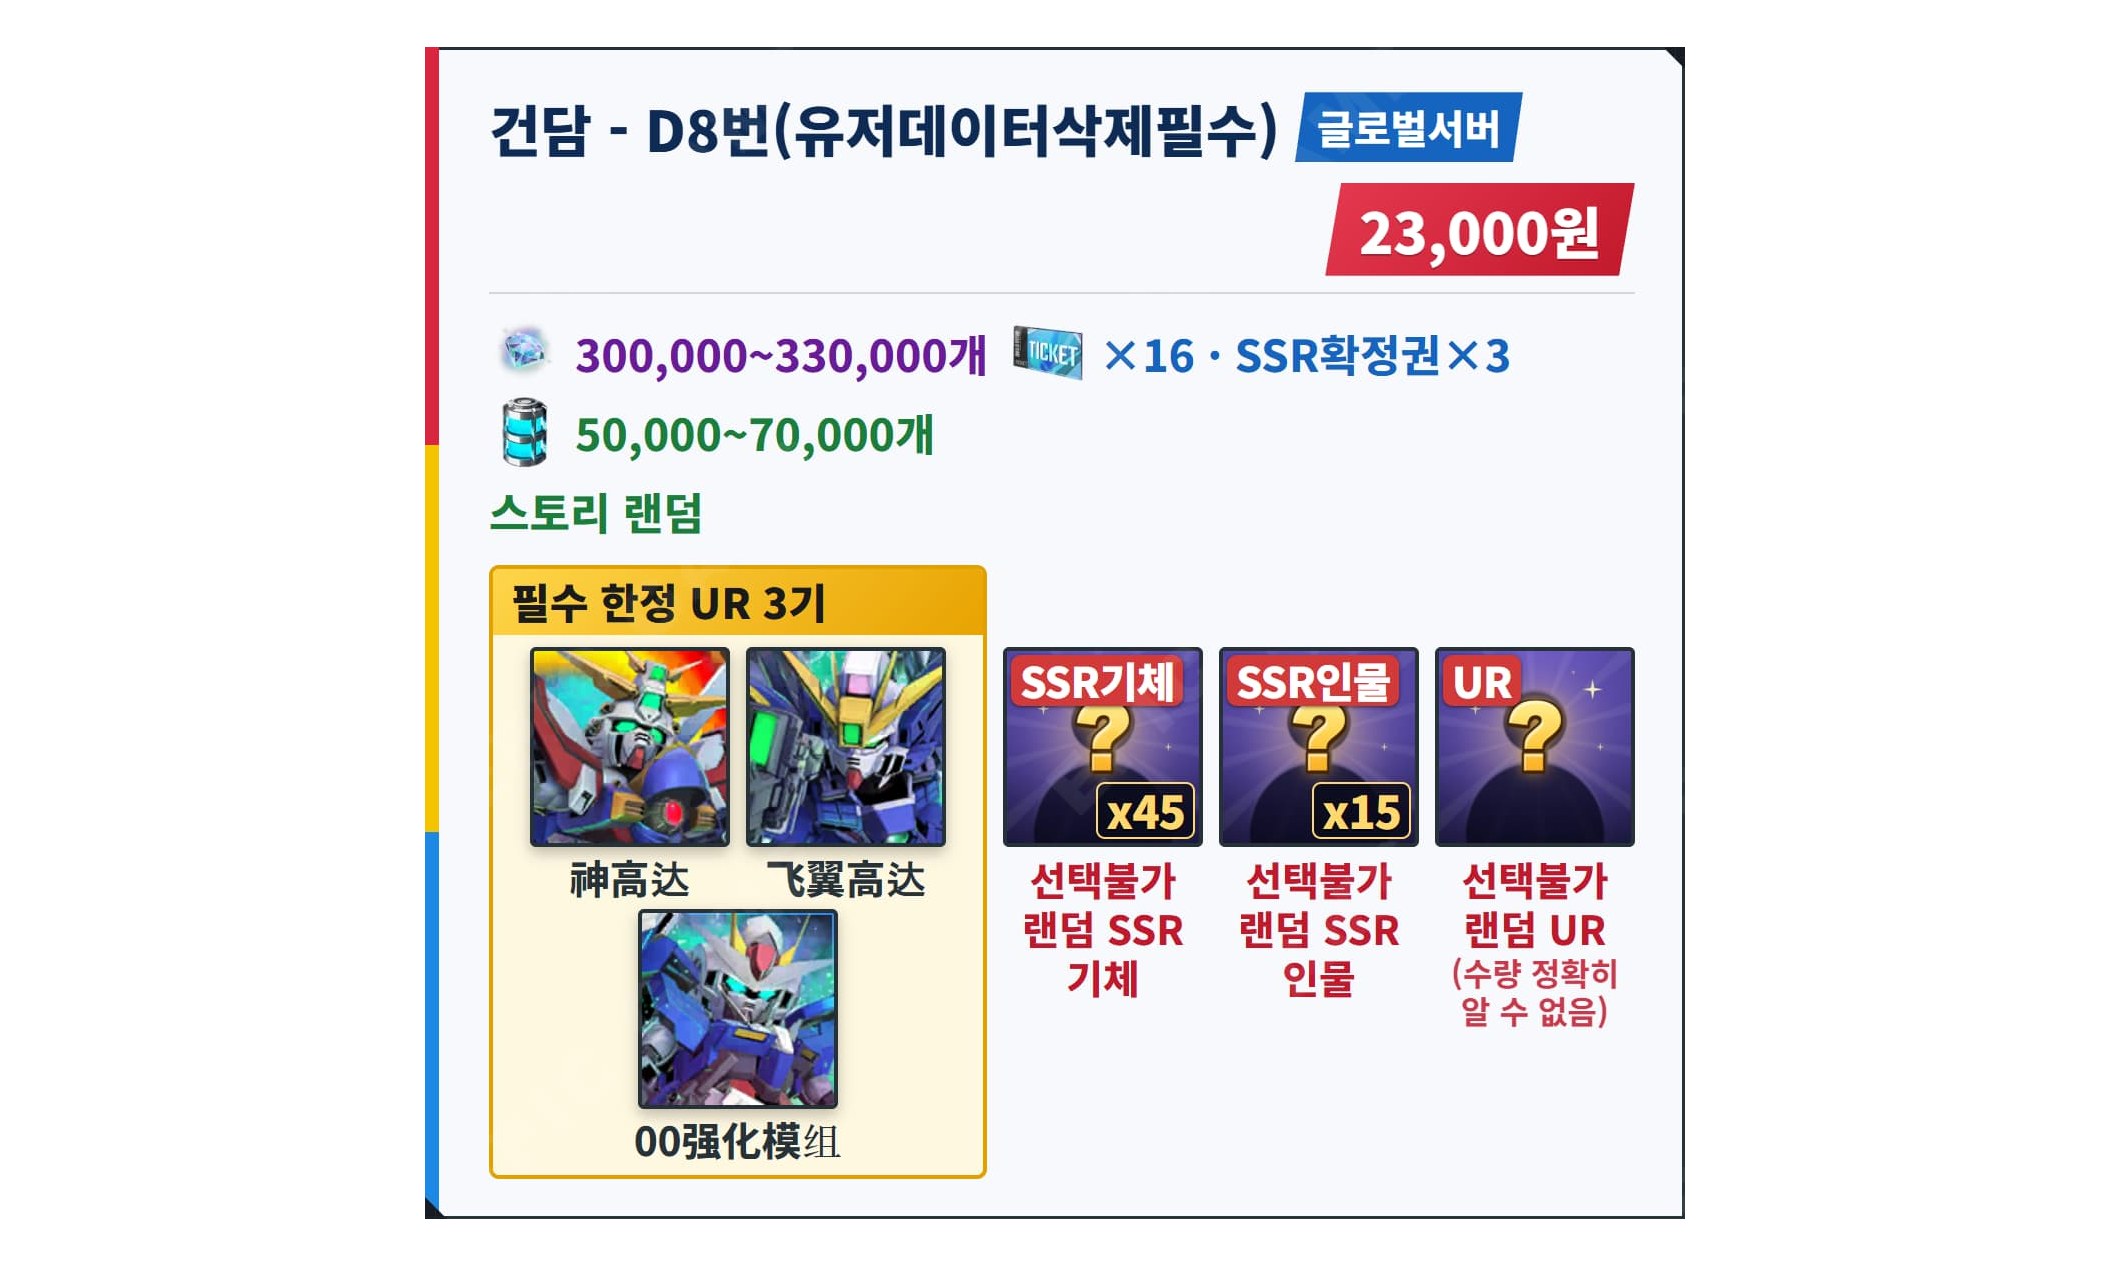 건담 - D8번(유저데이터삭제필수) 글로벌서버
23,000원
300,000~330,000개 TICKET ×16 · SSR확정권×3
50,000~70,000개
스토리 랜덤
필수 한정 UR 3기
SSR기체 SSR인물 UR
? ? ?
x45 x15
神高达 飞翼高达
00强化模组
선택불가
랜덤 SSR
기체
선택불가
랜덤 SSR
인물
선택불가
랜덤 UR
(수량 정확히
알 수 없음)